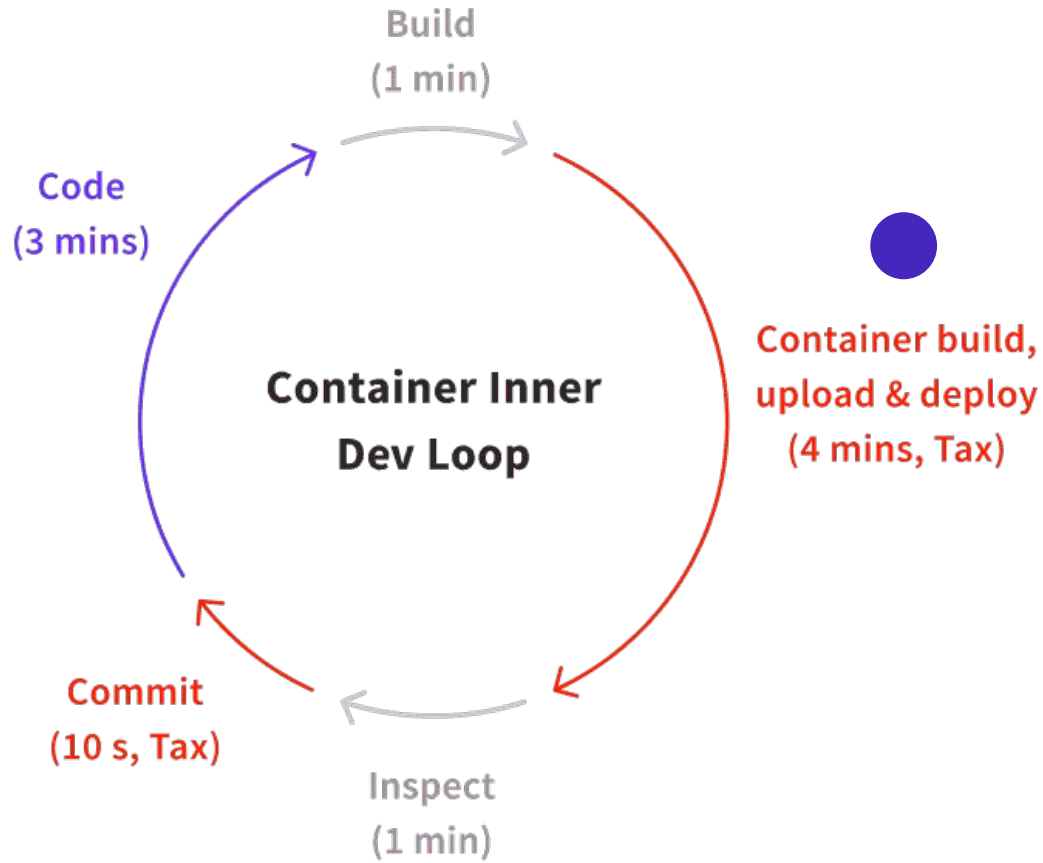 Build
(1 min)
Code
(3 mins)
Container build,
upload & deploy
(4 mins, Tax)
Container Inner
Dev Loop
Commit
(10 s, Tax)
Inspect
(1 min)